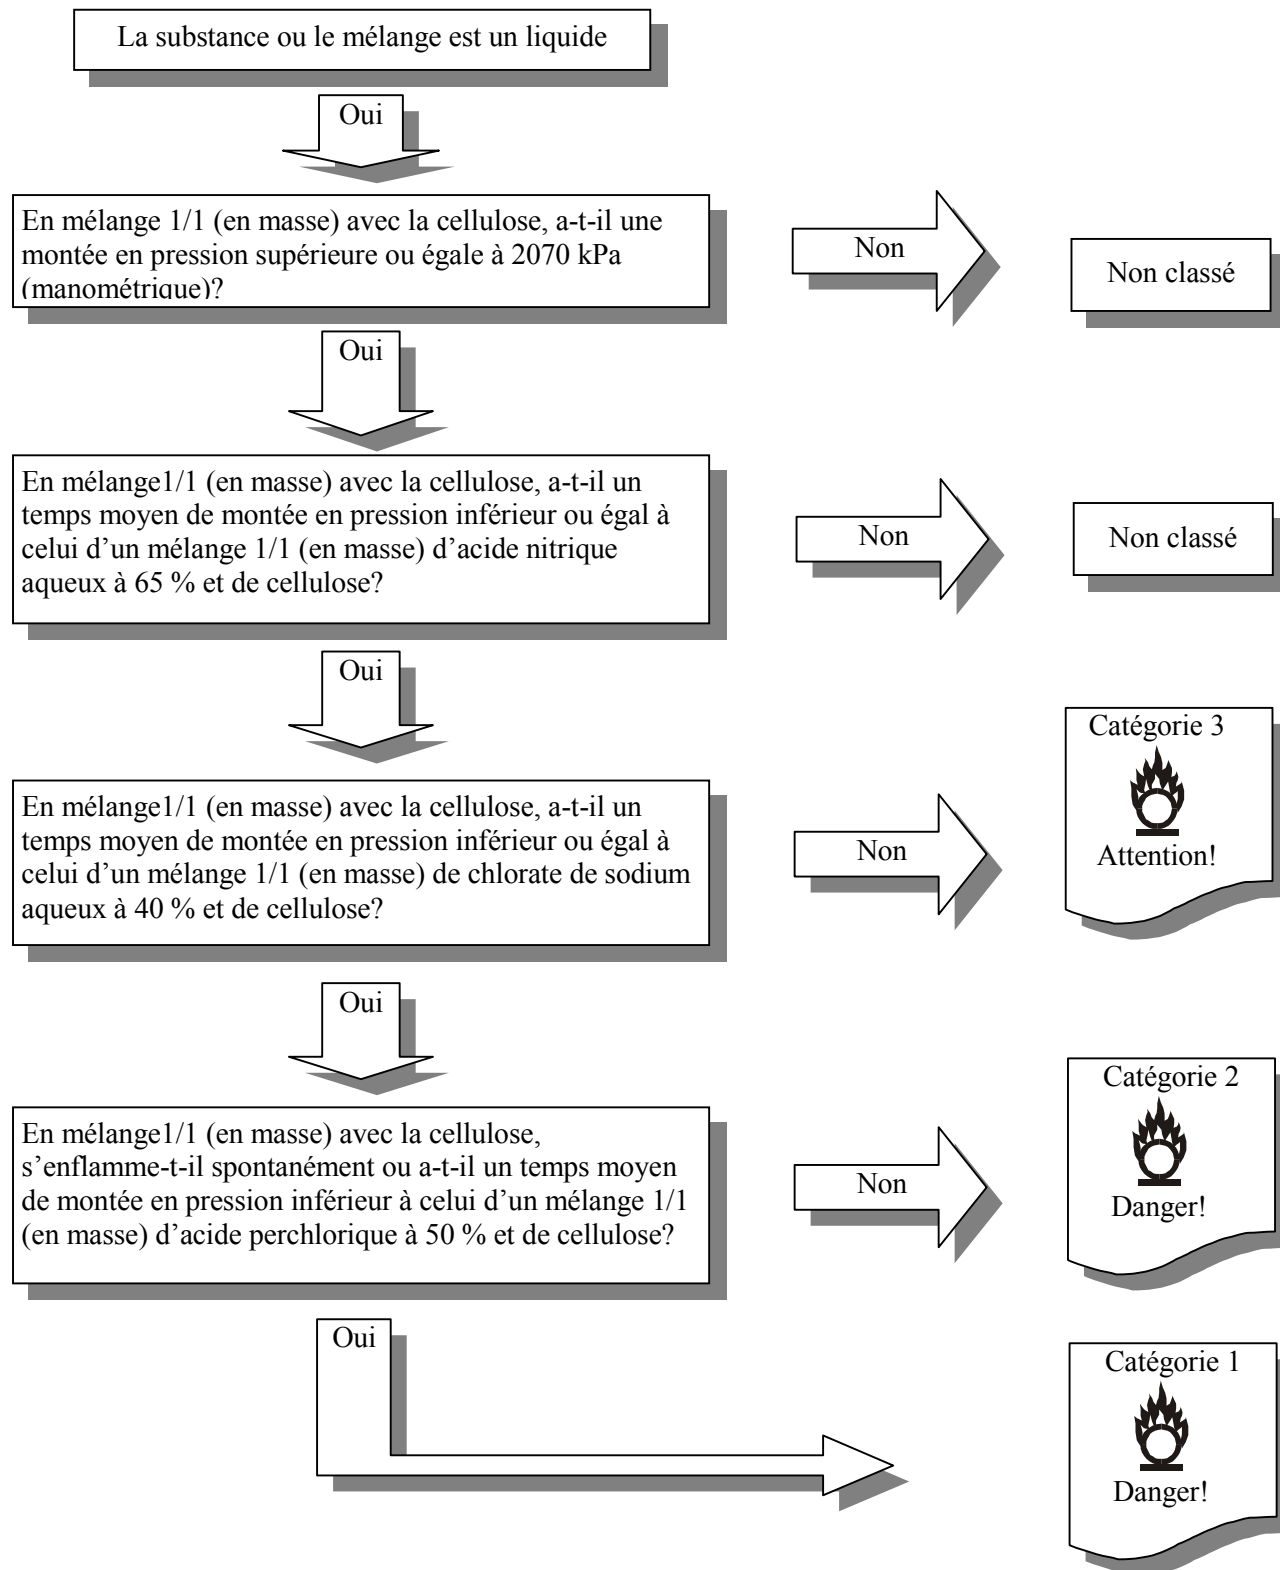 La substance ou le mélange est un liquide
Oui
En mélange 1/1 (en masse) avec la cellulose, a-t-il une
montée en pression supérieure ou égale à 2070 kPa
(manométrique)?
Non
Non classé
Oui
En mélange1/1 (en masse) avec la cellulose, a-t-il un
temps moyen de montée en pression inférieur ou égal à
celui d’un mélange 1/1 (en masse) d’acide nitrique
aqueux à 65 % et de cellulose?
Non
Non classé
Oui
En mélange1/1 (en masse) avec la cellulose, a-t-il un
temps moyen de montée en pression inférieur ou égal à
celui d’un mélange 1/1 (en masse) de chlorate de sodium
aqueux à 40 % et de cellulose?
Non
Catégorie 3
Attention!
Oui
En mélange1/1 (en masse) avec la cellulose,
s’enflamme-t-il spontanément ou a-t-il un temps moyen
de montée en pression inférieur à celui d’un mélange 1/1
(en masse) d’acide perchlorique à 50 % et de cellulose?
Non
Catégorie 2
Danger!
Oui
Catégorie 1
Danger!